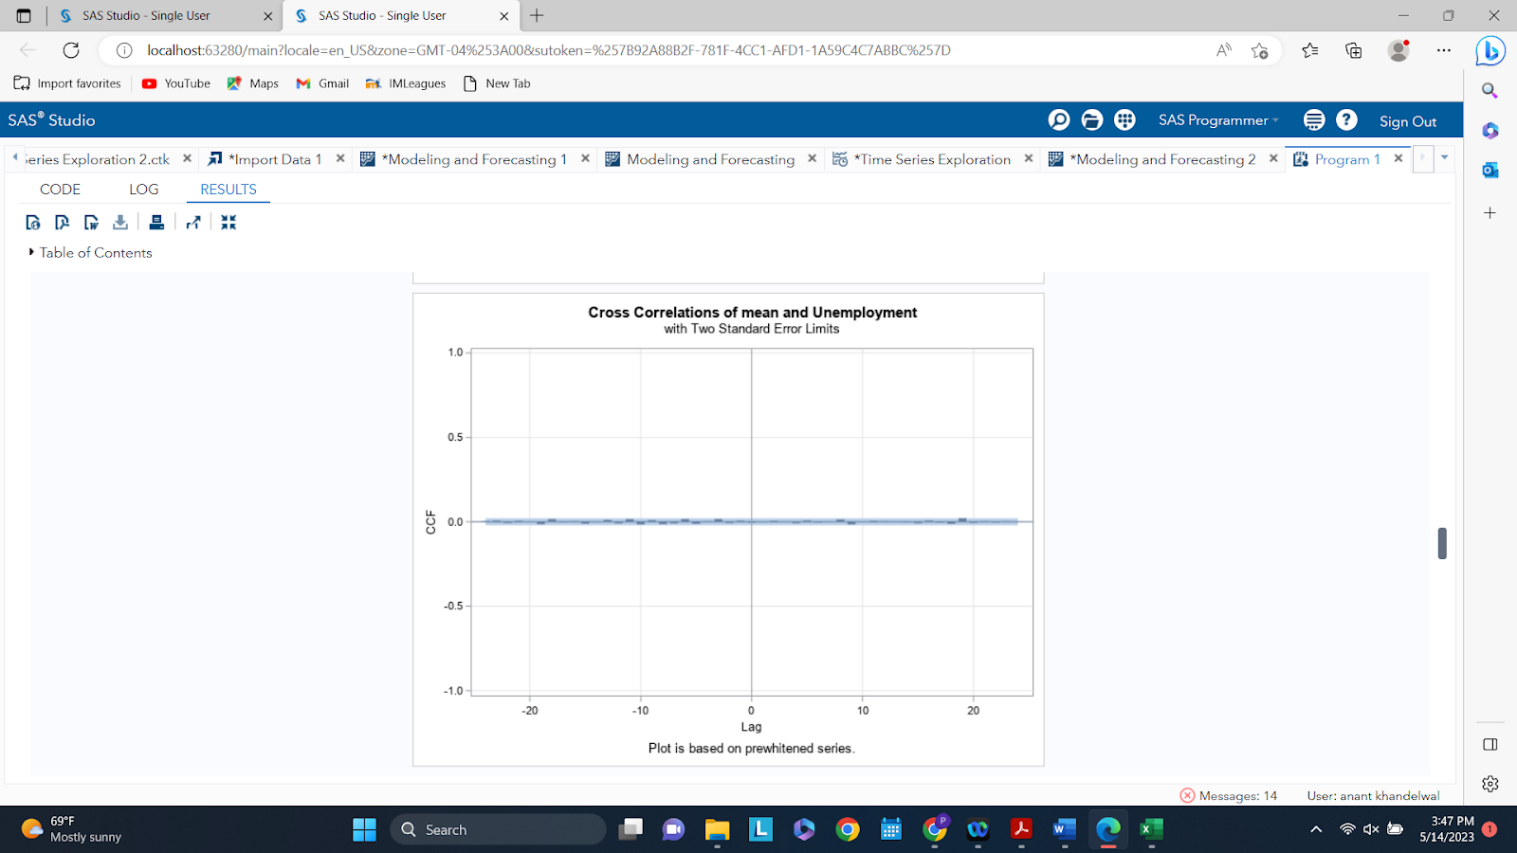 SAS Studio - Single User
SAS Studio - Single User
localhost:63280/main?locale=en_US&zone=GMT-04%253A00&sutoken=%257B92A88B2F-781F-4CC1-AFD1-1A59C4C7ABBC%257D
Import favorites
YouTube
Maps
Gmail
IMLeagues
New Tab
SAS® Studio
SAS Programmer
Sign Out
eries Exploration 2.ctk
*Import Data 1
*Modeling and Forecasting 1
Modeling and Forecasting
*Time Series Exploration
*Modeling and Forecasting 2
Program 1
CODE
LOG
RESULTS
Table of Contents
Cross Correlations of mean and Unemployment
with Two Standard Error Limits
1.0
0.5
0.0
-0.5
-1.0
CCF
-20
-10
0
10
20
Lag
Plot is based on prewhitened series.
Messages: 14
User: anant khandelwal
69°F
Mostly sunny
Search
3:47 PM
5/14/2023
1